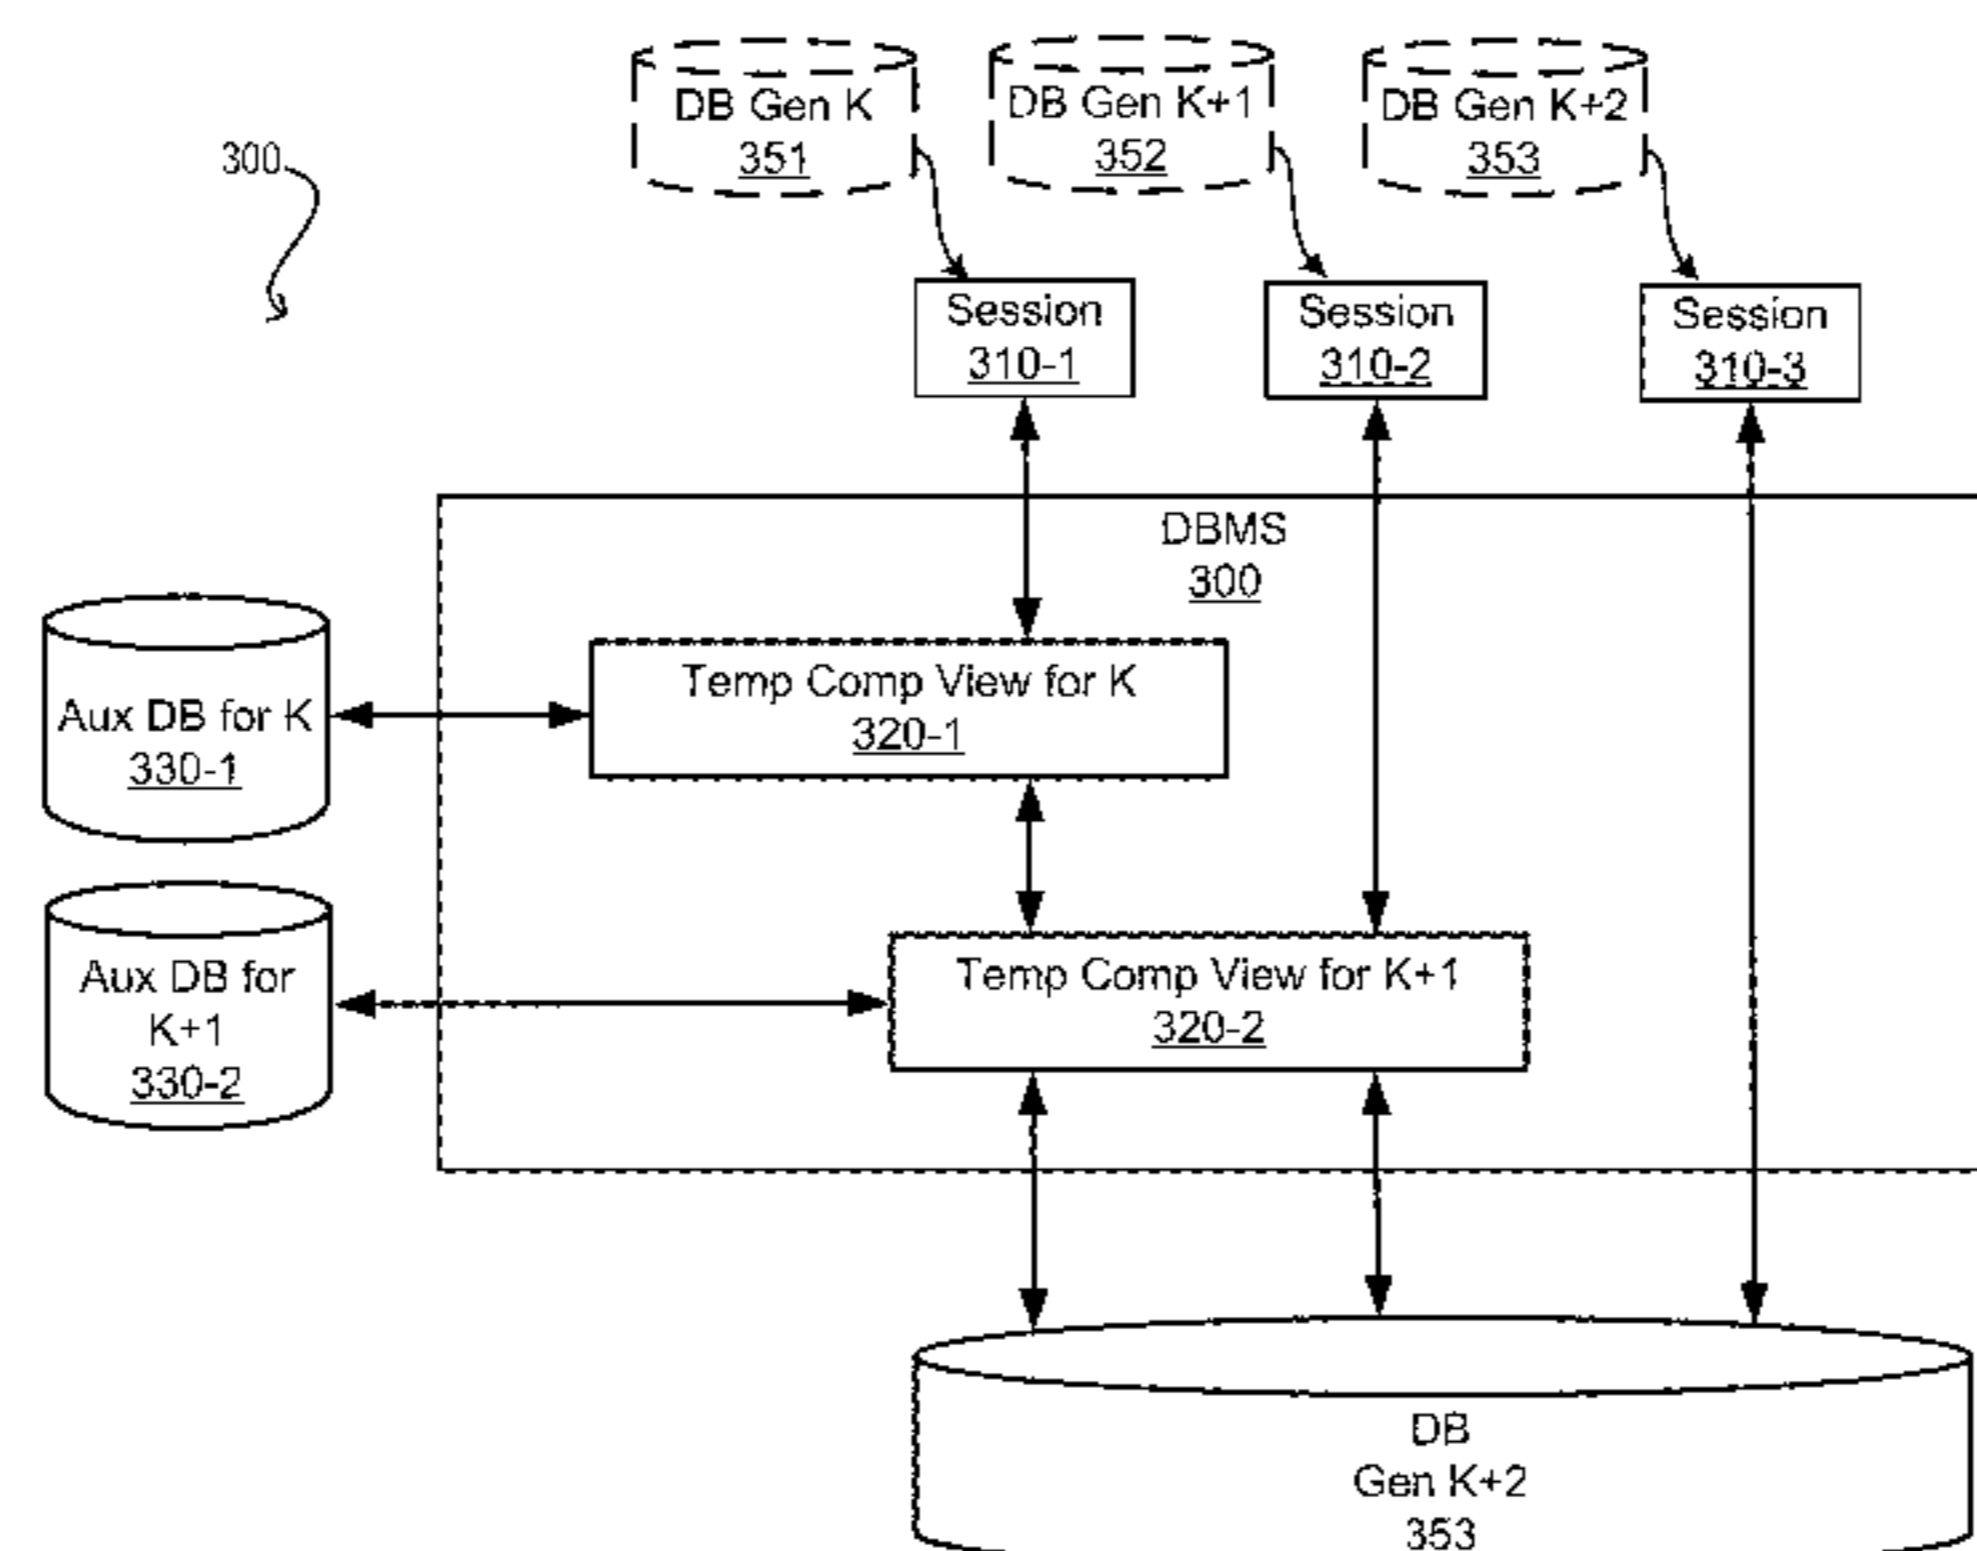 DB Gen K
351
DB Gen K+1
352
DB Gen K+2
353
300
Session
310-1
Session
310-2
Session
310-3
DBMS
300
Temp Comp View for K
320-1
Aux DB for K
330-1
Temp Comp View for K+1
320-2
Aux DB for
K+1
330-2
DB
Gen K+2
353